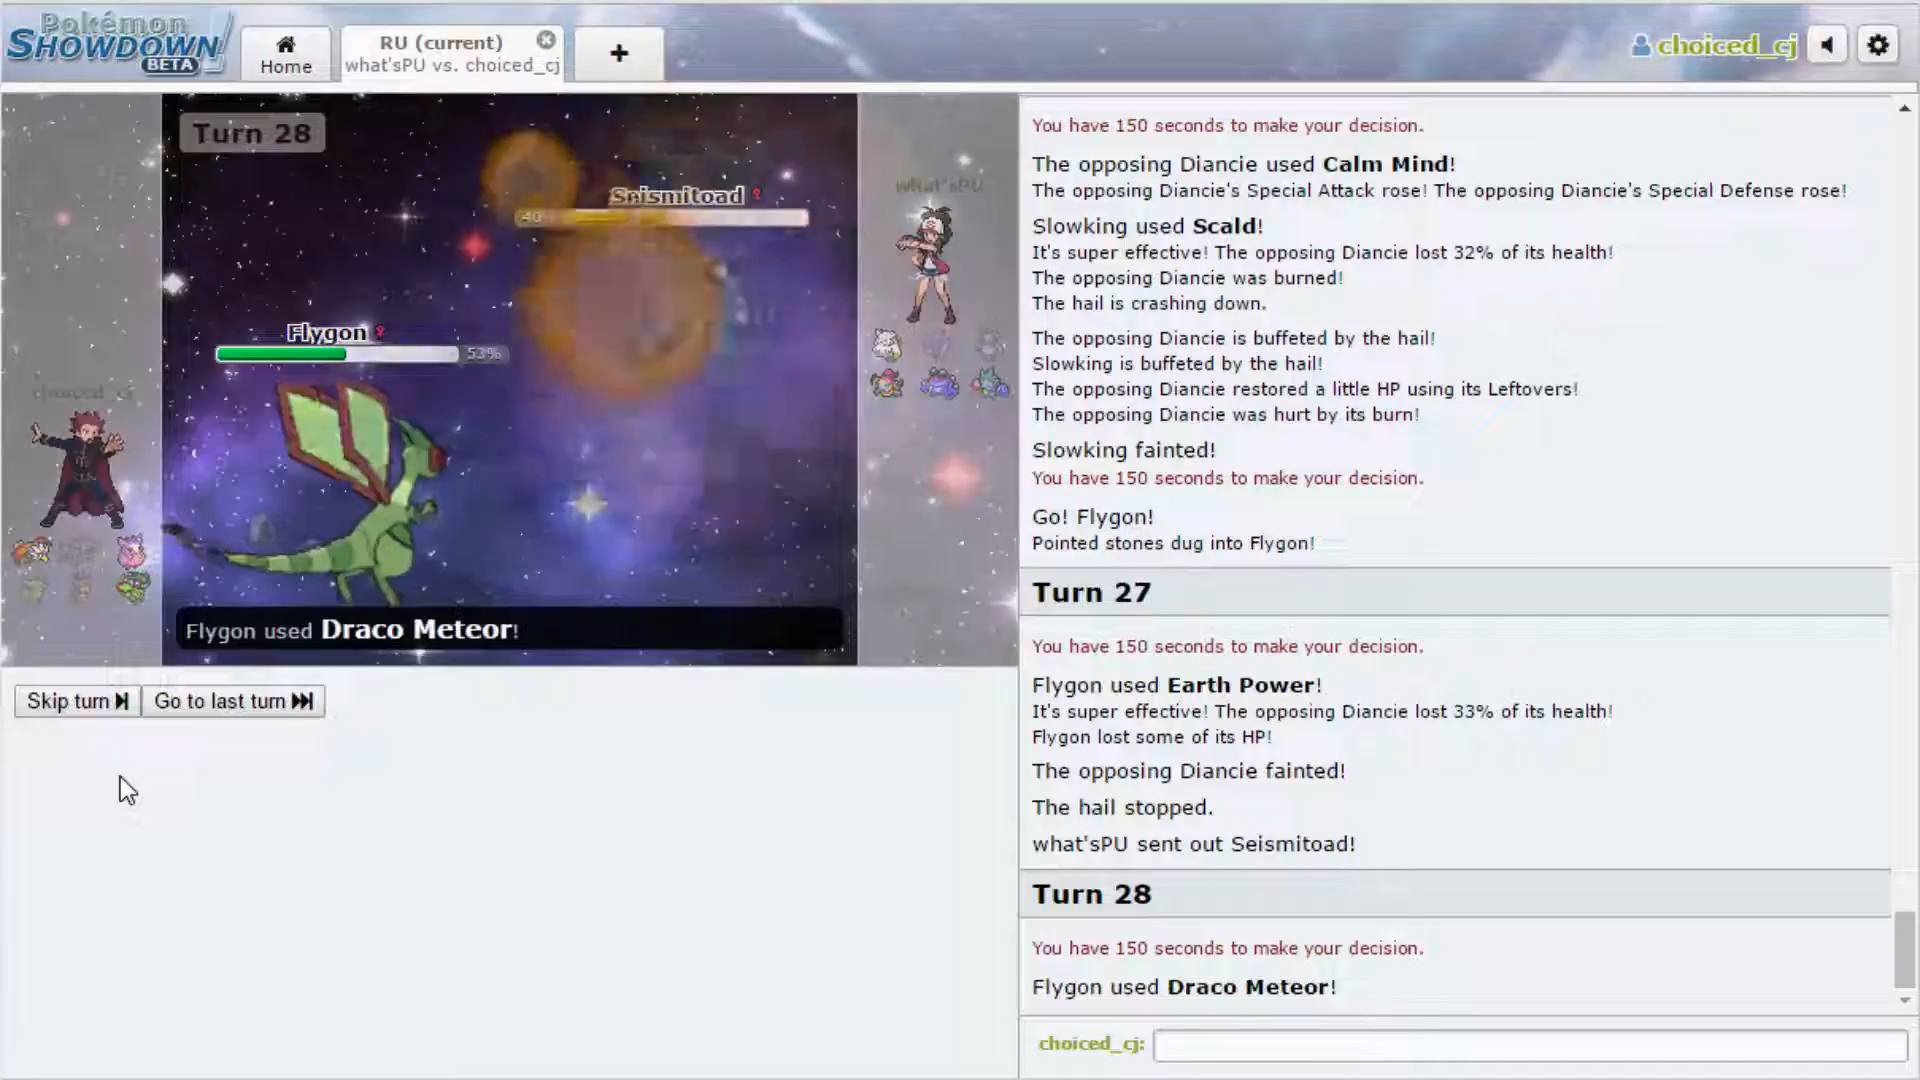 Pokémon
SHOWDOWN
BETA
Home
RU (current)
what'sPU vs. choiced_cj
+
choiced_cj
Turn 28
Seismitoad
40
what'sPU
Flygon
53%
choiced_cj
Flygon used Draco Meteor!
Skip turn
Go to last turn
You have 150 seconds to make your decision.
The opposing Diancie used Calm Mind!
The opposing Diancie's Special Attack rose! The opposing Diancie's Special Defense rose!
Slowking used Scald!
It's super effective! The opposing Diancie lost 32% of its health!
The opposing Diancie was burned!
The hail is crashing down.
The opposing Diancie is buffeted by the hail!
Slowking is buffeted by the hail!
The opposing Diancie restored a little HP using its Leftovers!
The opposing Diancie was hurt by its burn!
Slowking fainted!
You have 150 seconds to make your decision.
Go! Flygon!
Pointed stones dug into Flygon!
Turn 27
You have 150 seconds to make your decision.
Flygon used Earth Power!
It's super effective! The opposing Diancie lost 33% of its health!
Flygon lost some of its HP!
The opposing Diancie fainted!
The hail stopped.
what'sPU sent out Seismitoad!
Turn 28
You have 150 seconds to make your decision.
Flygon used Draco Meteor!
choiced_cj: